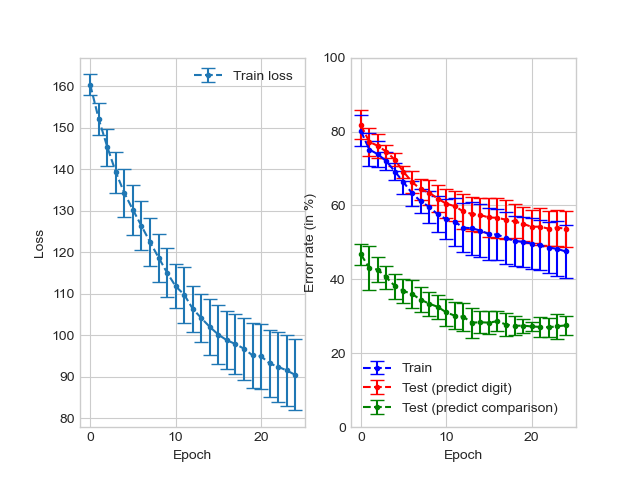 160
150
140
130
120
110
100
90
80
Loss
0
10
20
Epoch
Train loss
100
80
60
40
20
0
Error rate (in %)
0
10
20
Epoch
Train
Test (predict digit)
Test (predict comparison)